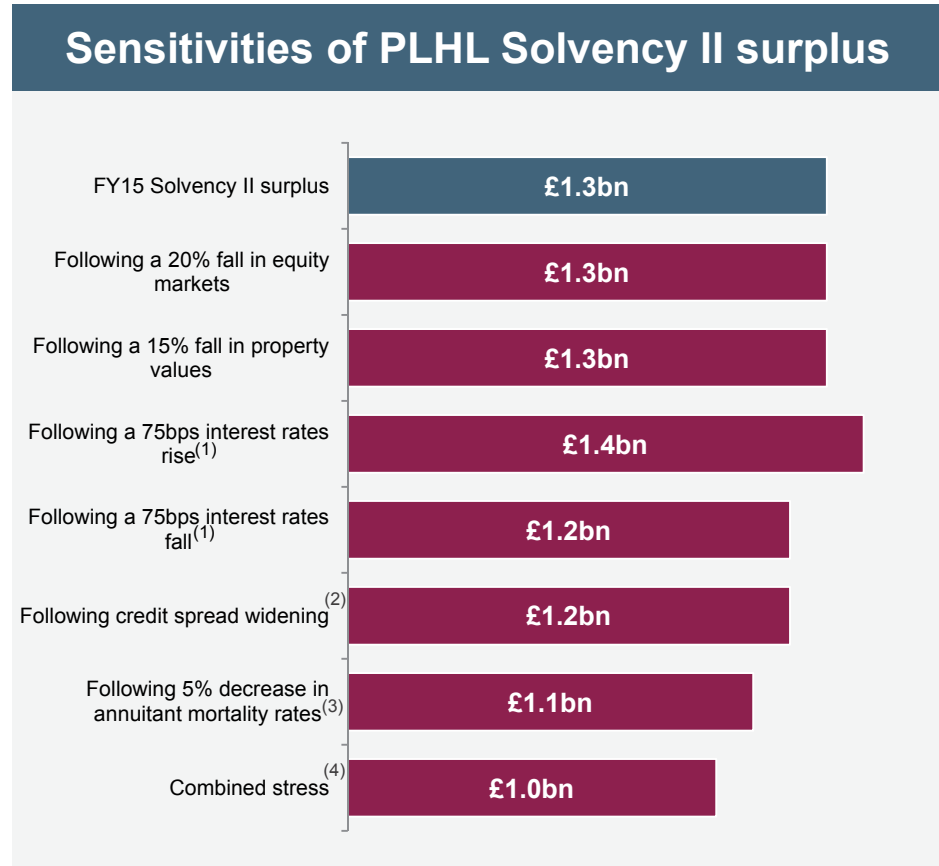 Sensitivities of PLHL Solvency II surplus
FY15 Solvency II surplus
£1.3bn
Following a 20% fall in equity
markets
£1.3bn
Following a 15% fall in property
values
£1.3bn
Following a 75bps interest rates
rise(1)
£1.4bn
Following a 75bps interest rates
fall(1)
£1.2bn
Following credit spread widening(2)
£1.2bn
Following 5% decrease in
annuitant mortality rates(3)
£1.1bn
Combined stress(4)
£1.0bn